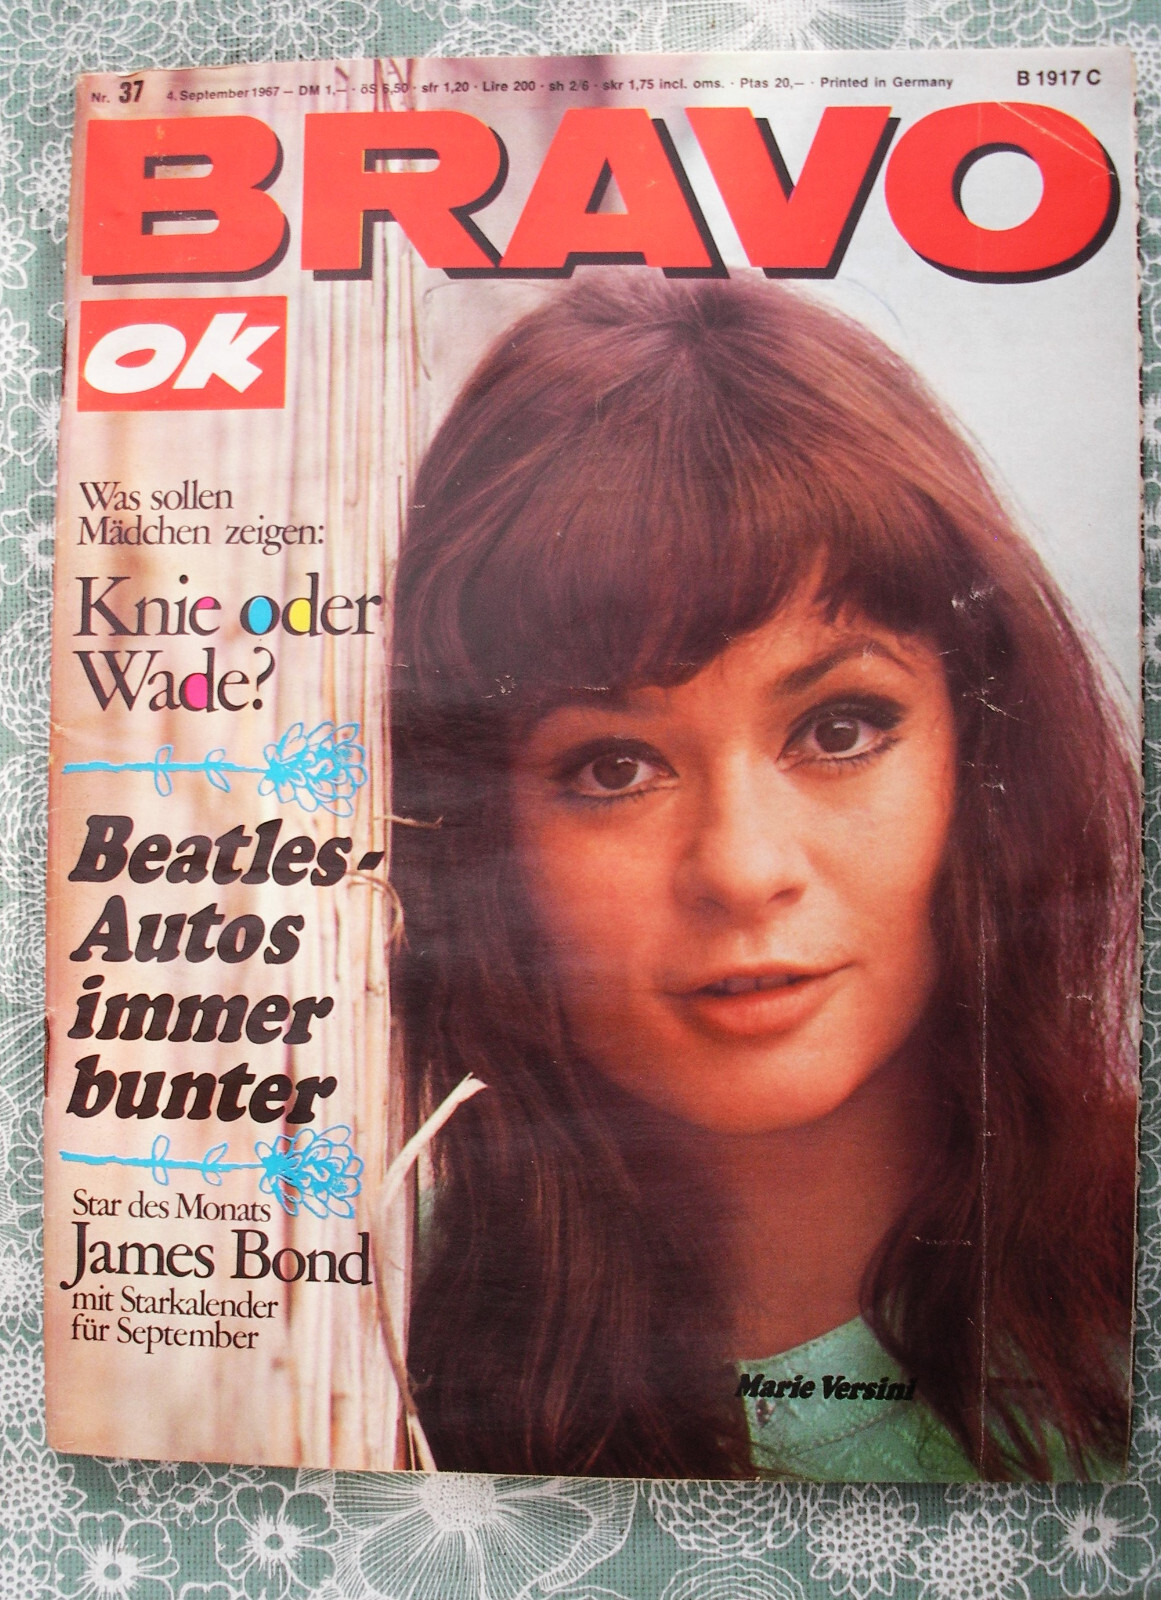 Nr. 37 4. September 1967 – DM 1,– · öS 6,50 · sfr 1,20 · Lire 200 · sh 2/6 · skr 1,75 incl. oms. · Ptas 20,– · Printed in Germany B 1917 C
BRAVO
OK
Was sollen
Mädchen zeigen:
Knie oder
Wade?
Beatles-
Autos
immer
bunter
Star des Monats
James Bond
mit Starkalender
für September
Marie Versini